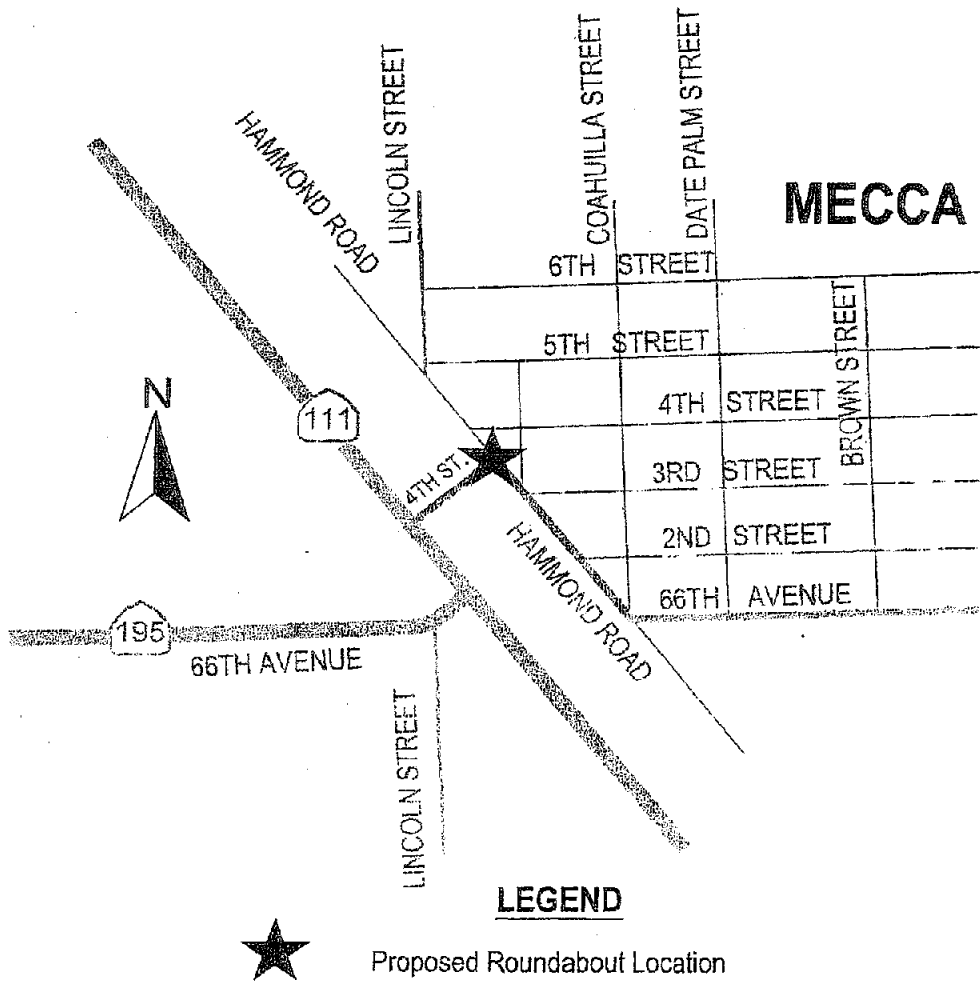 LINCOLN STREET
COAHUILLA STREET
DATE PALM STREET
HAMMOND ROAD
MECCA
6TH STREET
BROWN STREET
5TH STREET
N
4TH STREET
111
3RD STREET
4TH ST.
2ND STREET
HAMMOND ROAD
66TH AVENUE
195
66TH AVENUE
LINCOLN STREET
LEGEND
Proposed Roundabout Location